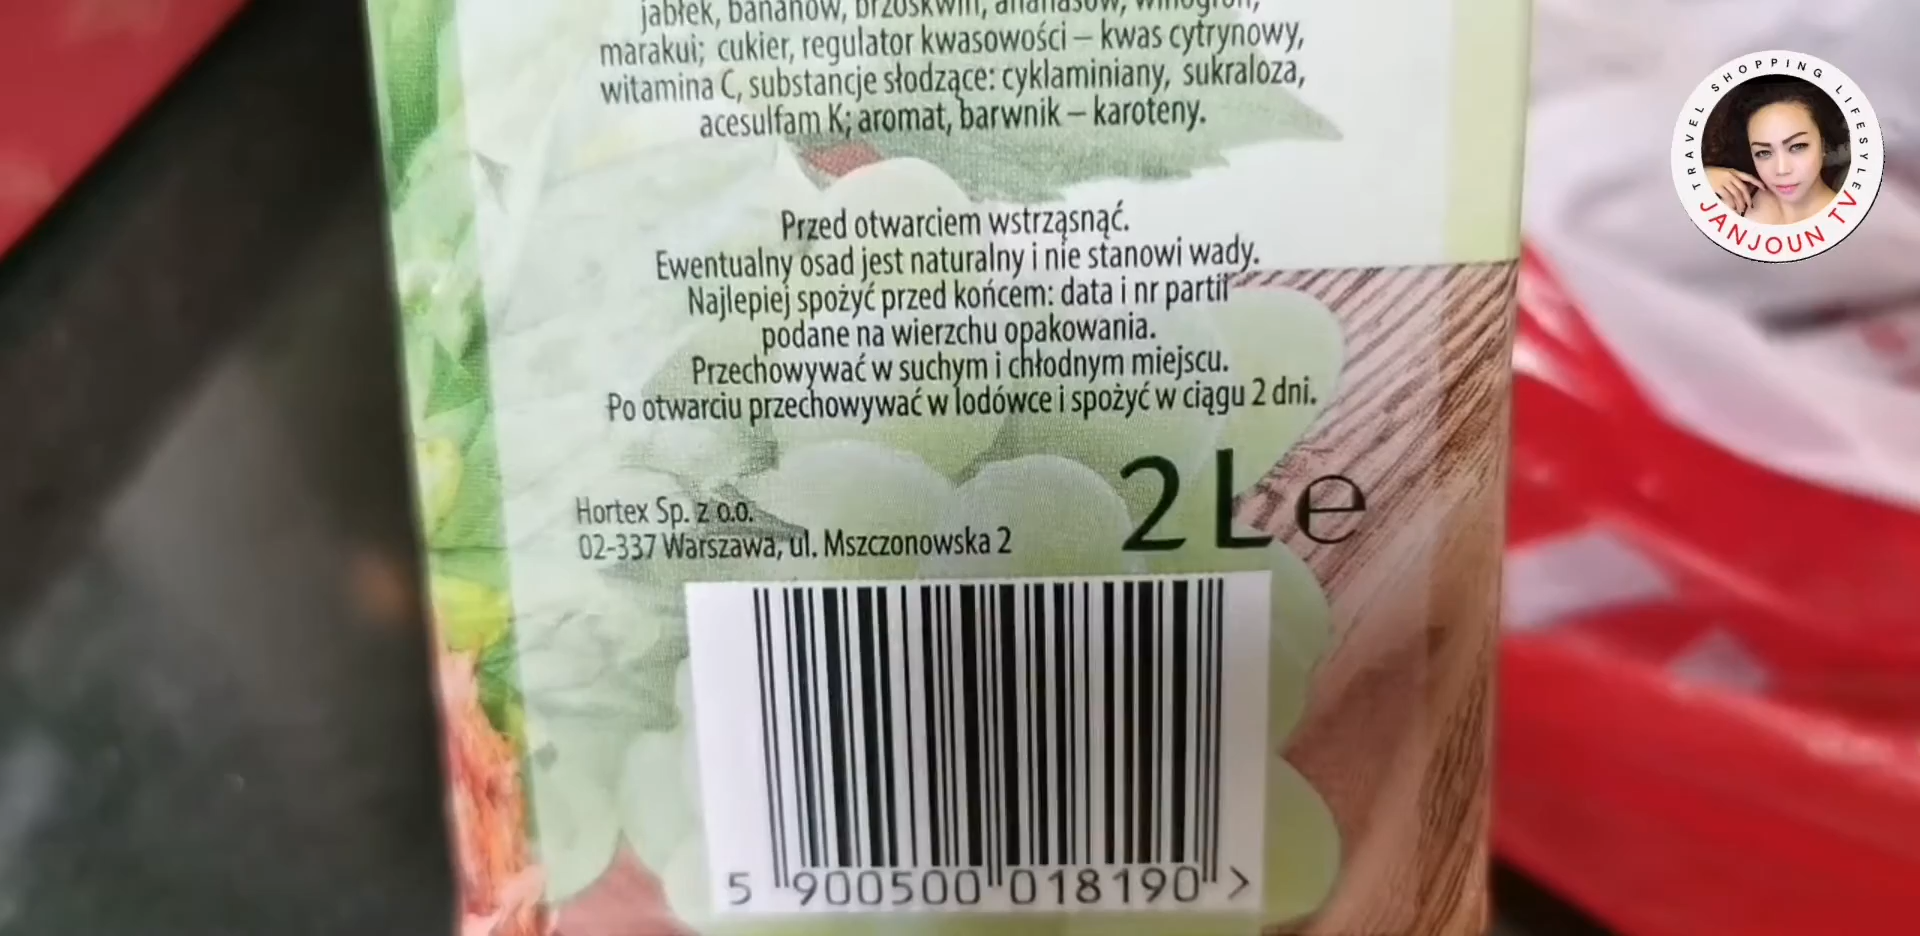 jabłek, bananów, brzoskwiń, ananasów, winogron,
marakui; cukier, regulator kwasowości – kwas cytrynowy,
witamina C, substancje słodzące: cyklaminiany, sukraloza,
acesulfam K; aromat, barwnik – karoteny.
Przed otwarciem wstrząsnąć.
Ewentualny osad jest naturalny i nie stanowi wady.
Najlepiej spożyć przed końcem: data i nr partii
podane na wierzchu opakowania.
Przechowywać w suchym i chłodnym miejscu.
Po otwarciu przechowywać w lodówce i spożyć w ciągu 2 dni.
2 L e
Hortex Sp. z o.o.
02-337 Warszawa, ul. Mszczonowska 2
5 900500 018190 >
TRAVEL SHOPPING LIFESYLE
JANJOUN TV